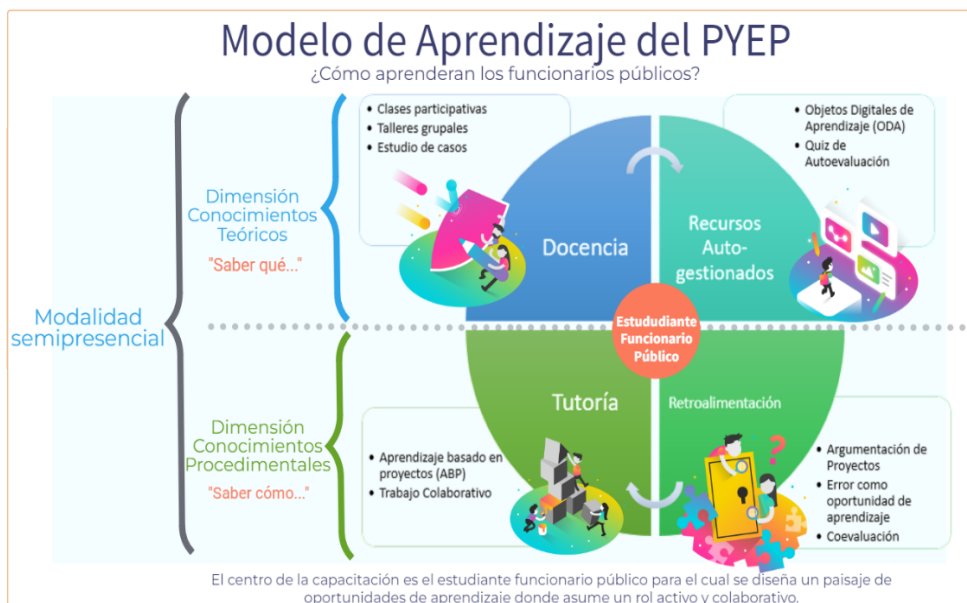 Modelo de Aprendizaje del PYEP
¿Cómo aprenderan los funcionarios públicos?
Modalidad
semipresencial
Dimensión
Conocimientos
Teóricos
"Saber qué..."
• Clases participativas
• Talleres grupales
• Estudio de casos
Docencia
Recursos
Auto-
gestionados
• Objetos Digitales de
Aprendizaje (ODA)
• Quiz de
Autoevaluación
Estududiante
Funcionario
Público
Dimensión
Conocimientos
Procedimentales
"Saber cómo..."
• Aprendizaje basado en
proyectos (ABP)
• Trabajo Colaborativo
Tutoría
Retroalimentación
?
• Argumentación de
Proyectos
• Error como
oportunidad de
aprendizaje
• Coevaluación
El centro de la capacitación es el estudiante funcionario público para el cual se diseña un paisaje de
oportunidades de aprendizaje donde asume un rol activo y colaborativo.